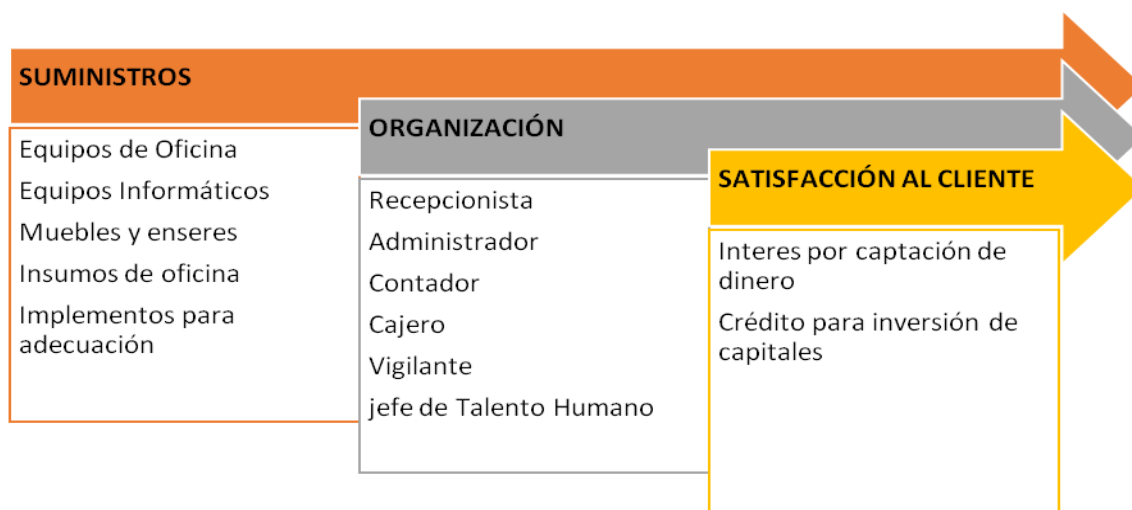 SUMINISTROS
Equipos de Oficina
Equipos Informáticos
Muebles y enseres
Insumos de oficina
Implementos para
adecuación
ORGANIZACIÓN
Recepcionista
Administrador
Contador
Cajero
Vigilante
jefe de Talento Humano
SATISFACCIÓN AL CLIENTE
Interes por captación de
dinero
Crédito para inversión de
capitales